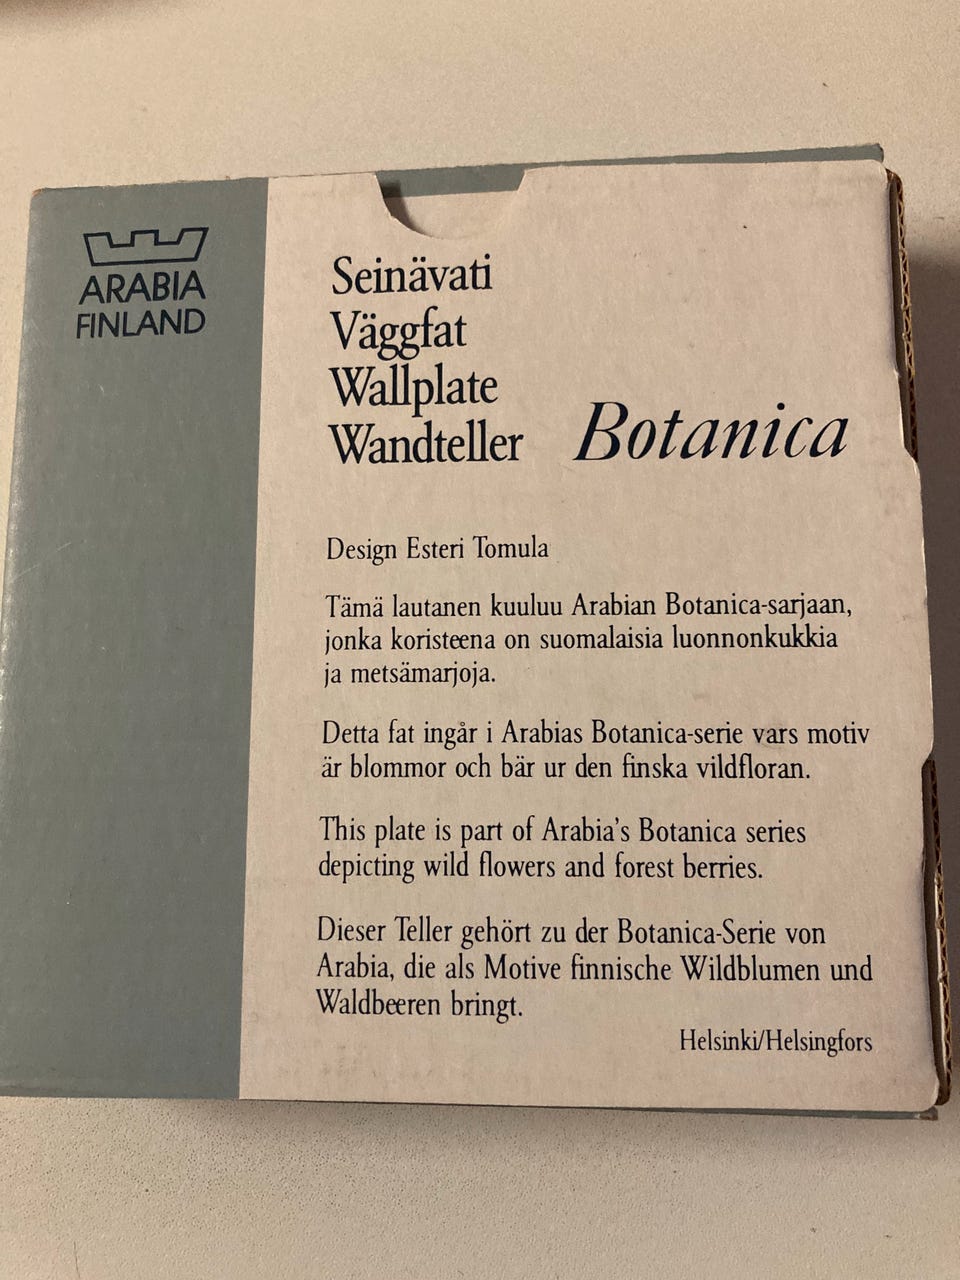 ARABIA
FINLAND
Seinävati
Väggfat
Wallplate
Wandteller
Botanica
Design Esteri Tomula
Tämä lautanen kuuluu Arabian Botanica-sarjaan,
jonka koristeena on suomalaisia luonnonkukkia
ja metsämarjoja.
Detta fat ingår i Arabias Botanica-serie vars motiv
är blommor och bär ur den finska vildfloran.
This plate is part of Arabia's Botanica series
depicting wild flowers and forest berries.
Dieser Teller gehört zu der Botanica-Serie von
Arabia, die als Motive finnische Wildblumen und
Waldbeeren bringt.
Helsinki/Helsingfors